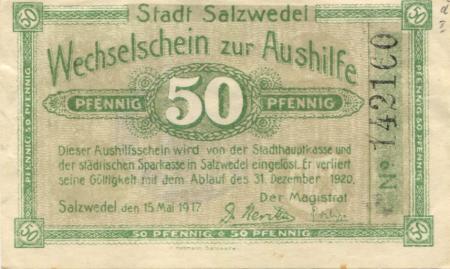 Stadt Salzwedel
Wechselschein zur Aushilfe
PFENNIG 50 PFENNIG
Dieser Aushilfsschein wird von der Stadthauptkasse und
der städtischen Sparkasse in Salzwedel eingelöst. Er verliert
seine Gültigkeit mit dem Ablauf des 31. Dezember 1920.
Salzwedel den 15 Mai 1917. Der Magistrat
No 142160
50 PFENNIG 50 PFENNIG
50 PFENNIG 50 PFENNIG
50 PFENNIG 50 PFENNIG
50
50
50
50